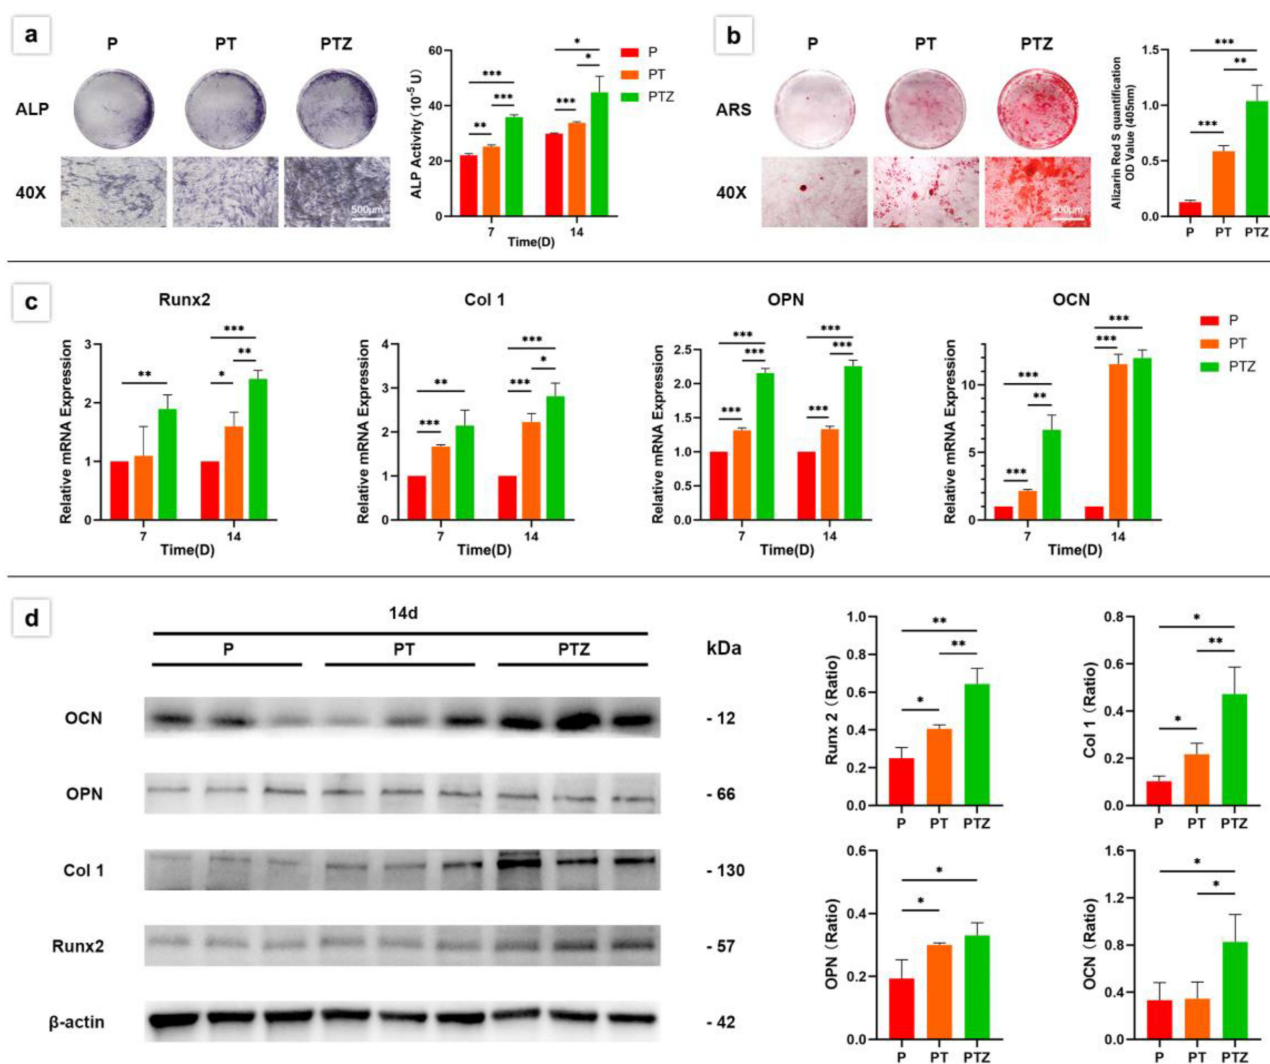 a
P PT PTZ
ALP
40X
500μm
ALP Activity (10⁻⁵ U)
60
40
20
0
** *** *** *** * *
7 14
Time(D)
P
PT
PTZ
b
P PT PTZ
ARS
40X
500μm
Alizarin Red S quantification
OD Value (405nm)
1.5
1.0
0.5
0.0
***
**
***
P PT PTZ
c
Runx2
Relative mRNA Expression
3
2
1
0
** *** ** *
7 14
Time(D)
Col 1
Relative mRNA Expression
4
3
2
1
0
** *** *** * ***
7 14
Time(D)
OPN
Relative mRNA Expression
2.5
2.0
1.5
1.0
0.5
0.0
*** *** *** *** *** ***
7 14
Time(D)
OCN
Relative mRNA Expression
10
5
0
*** ** *** *** ***
7 14
Time(D)
P
PT
PTZ
d
14d
P PT PTZ kDa
OCN - 12
OPN - 66
Col 1 - 130
Runx2 - 57
β-actin - 42
Runx 2 (Ratio)
1.0
0.8
0.6
0.4
0.2
0.0
**
**
*
P PT PTZ
Col 1 (Ratio)
0.8
0.6
0.4
0.2
0.0
*
**
*
P PT PTZ
OPN (Ratio)
0.6
0.4
0.2
0.0
*
*
P PT PTZ
OCN (Ratio)
1.6
1.2
0.8
0.4
0.0
*
*
P PT PTZ